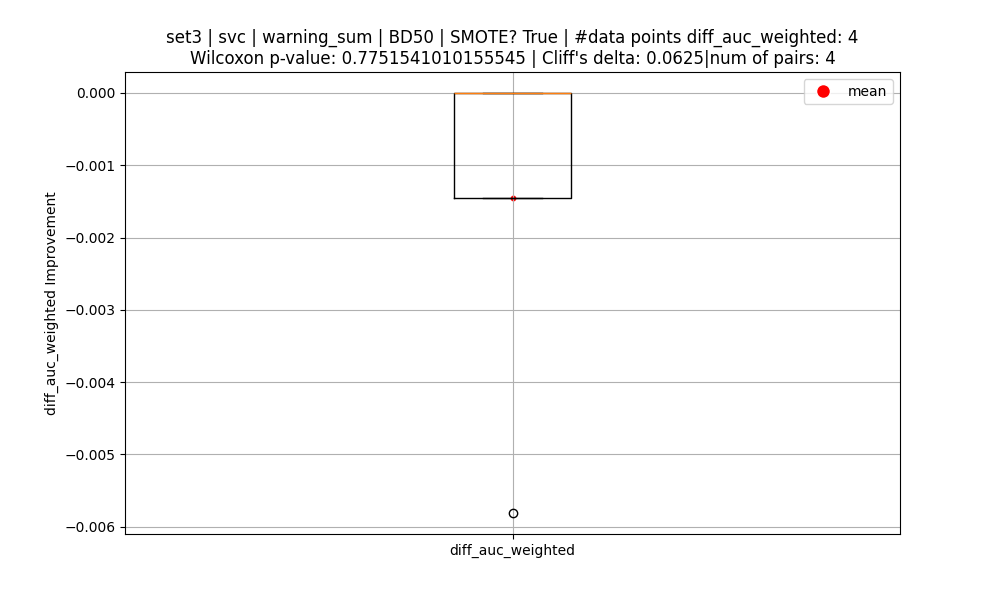 set3 | svc | warning_sum | BD50 | SMOTE? True | #data points diff_auc_weighted: 4
Wilcoxon p-value: 0.7751541010155545 | Cliff's delta: 0.0625|num of pairs: 4
mean
0.000
−0.001
−0.002
−0.003
−0.004
−0.005
−0.006
diff_auc_weighted Improvement
diff_auc_weighted